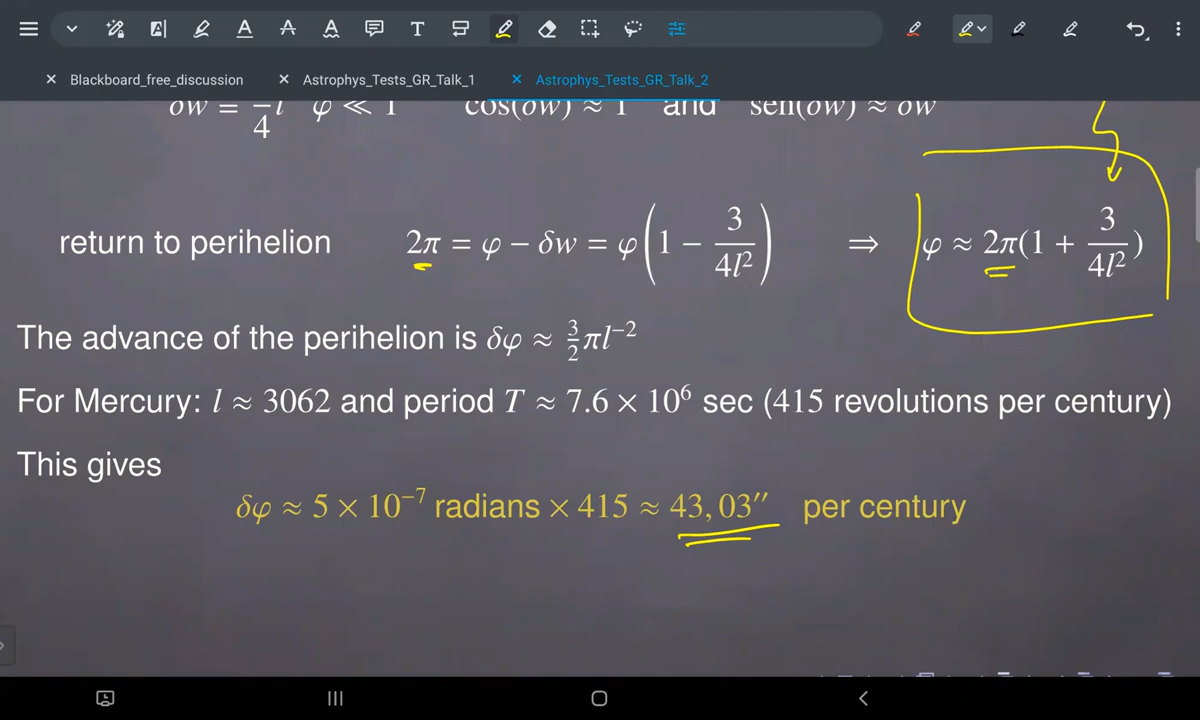 Blackboard_free_discussion Astrophys_Tests_GR_Talk_1 Astrophys_Tests_GR_Talk_2
δw = —/4 l φ ≪ 1 cos(δw) ≈ 1 and sen(δw) ≈ δw
return to perihelion 2π = φ − δw = φ(1 − 3/4l²) ⇒ φ ≈ 2π(1 + 3/4l²)
The advance of the perihelion is δφ ≈ 3/2 πl⁻²
For Mercury: l ≈ 3062 and period T ≈ 7.6 × 10⁶ sec (415 revolutions per century)
This gives
δφ ≈ 5 × 10⁻⁷ radians × 415 ≈ 43,03′′ per century